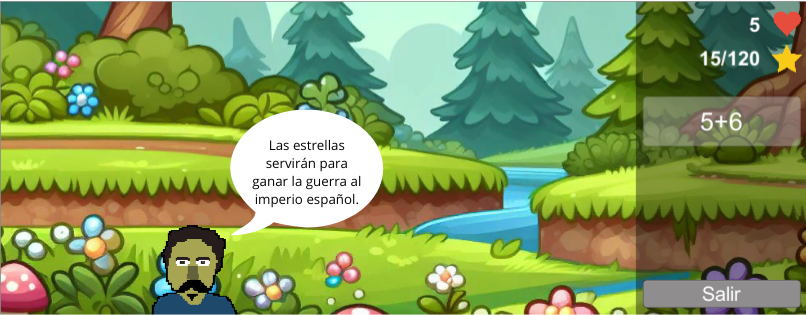 5
15/120
5+6
Las estrellas
servirán para
ganar la guerra al
imperio español.
Salir